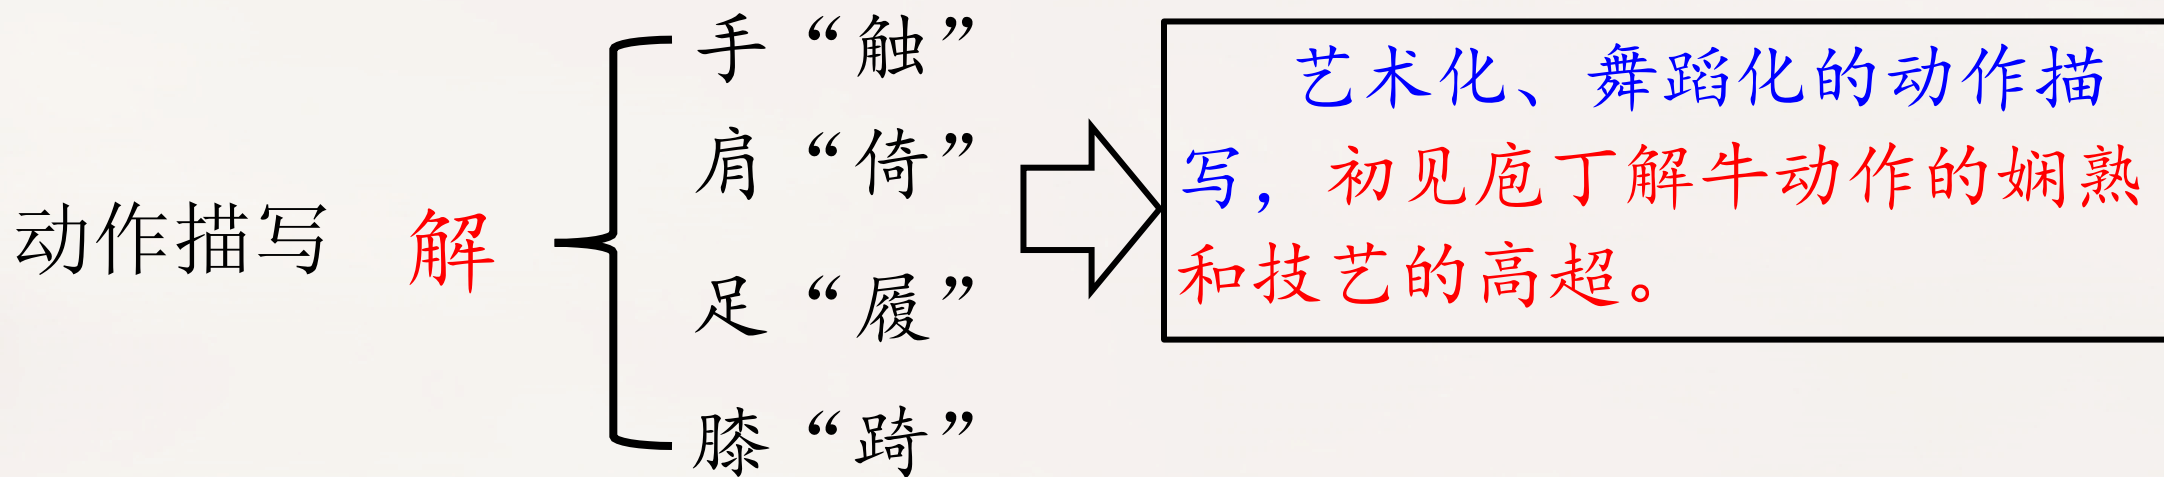 动作描写 解
手“触”
肩“倚”
足“履”
膝“踦”
艺术化、舞蹈化的动作描
写，初见庖丁解牛动作的娴熟
和技艺的高超。